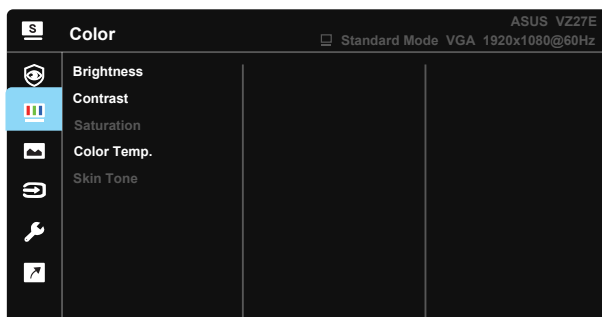 S
Color
ASUS VZ27E
Standard Mode VGA 1920x1080@60Hz
Brightness
Contrast
Saturation
Color Temp.
Skin Tone